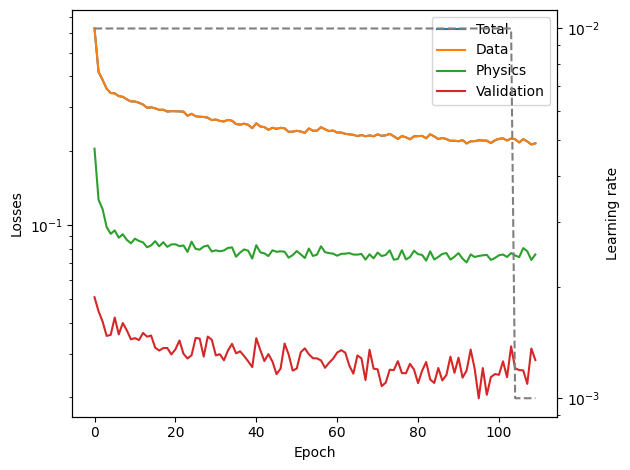 Total
Data
Physics
Validation
Losses
10⁻¹
0
20
40
60
80
100
Epoch
10⁻²
10⁻³
Learning rate